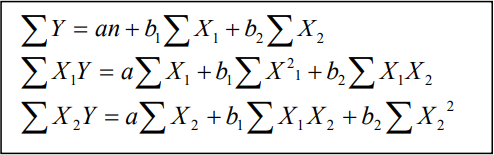 ∑Y = an + b₁∑X₁ + b₂∑X₂
∑X₁Y = a∑X₁ + b₁∑X²₁ + b₂∑X₁X₂
∑X₂Y = a∑X₂ + b₁∑X₁X₂ + b₂∑X₂²